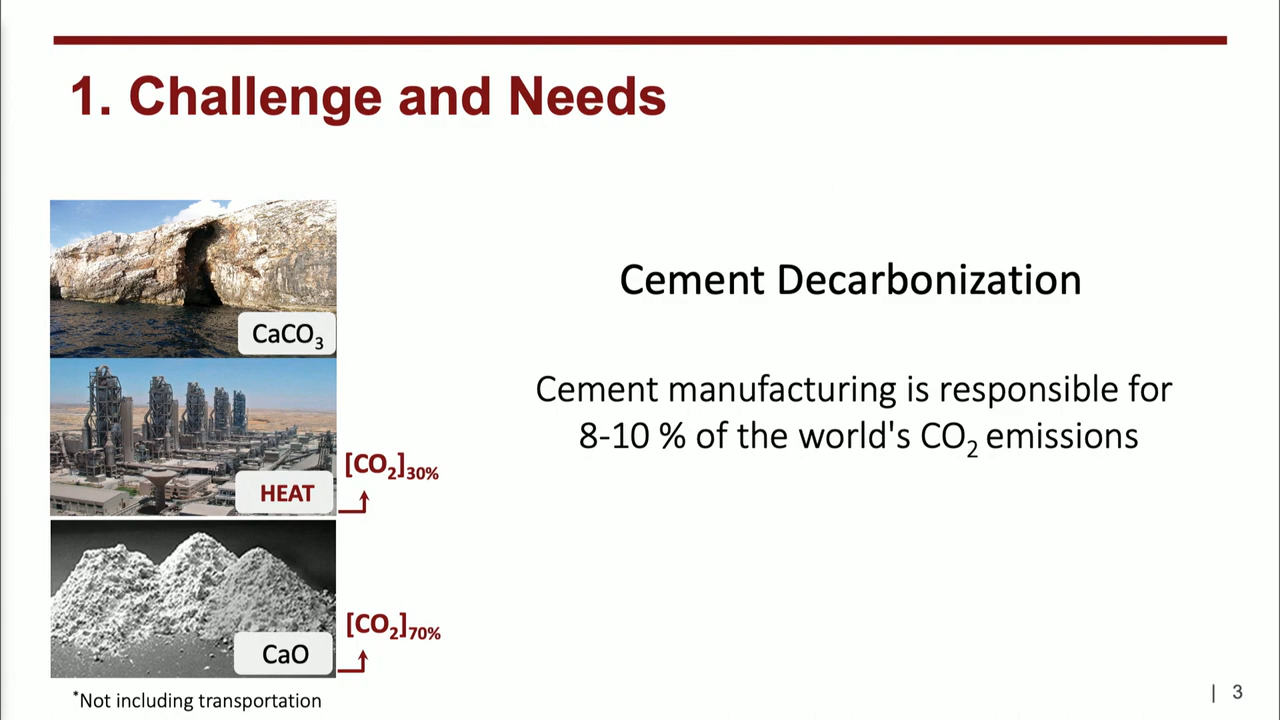 1. Challenge and Needs
CaCO₃
HEAT
[CO₂]30%
CaO
[CO₂]70%
*Not including transportation
Cement Decarbonization
Cement manufacturing is responsible for
8-10 % of the world's CO₂ emissions
| 3